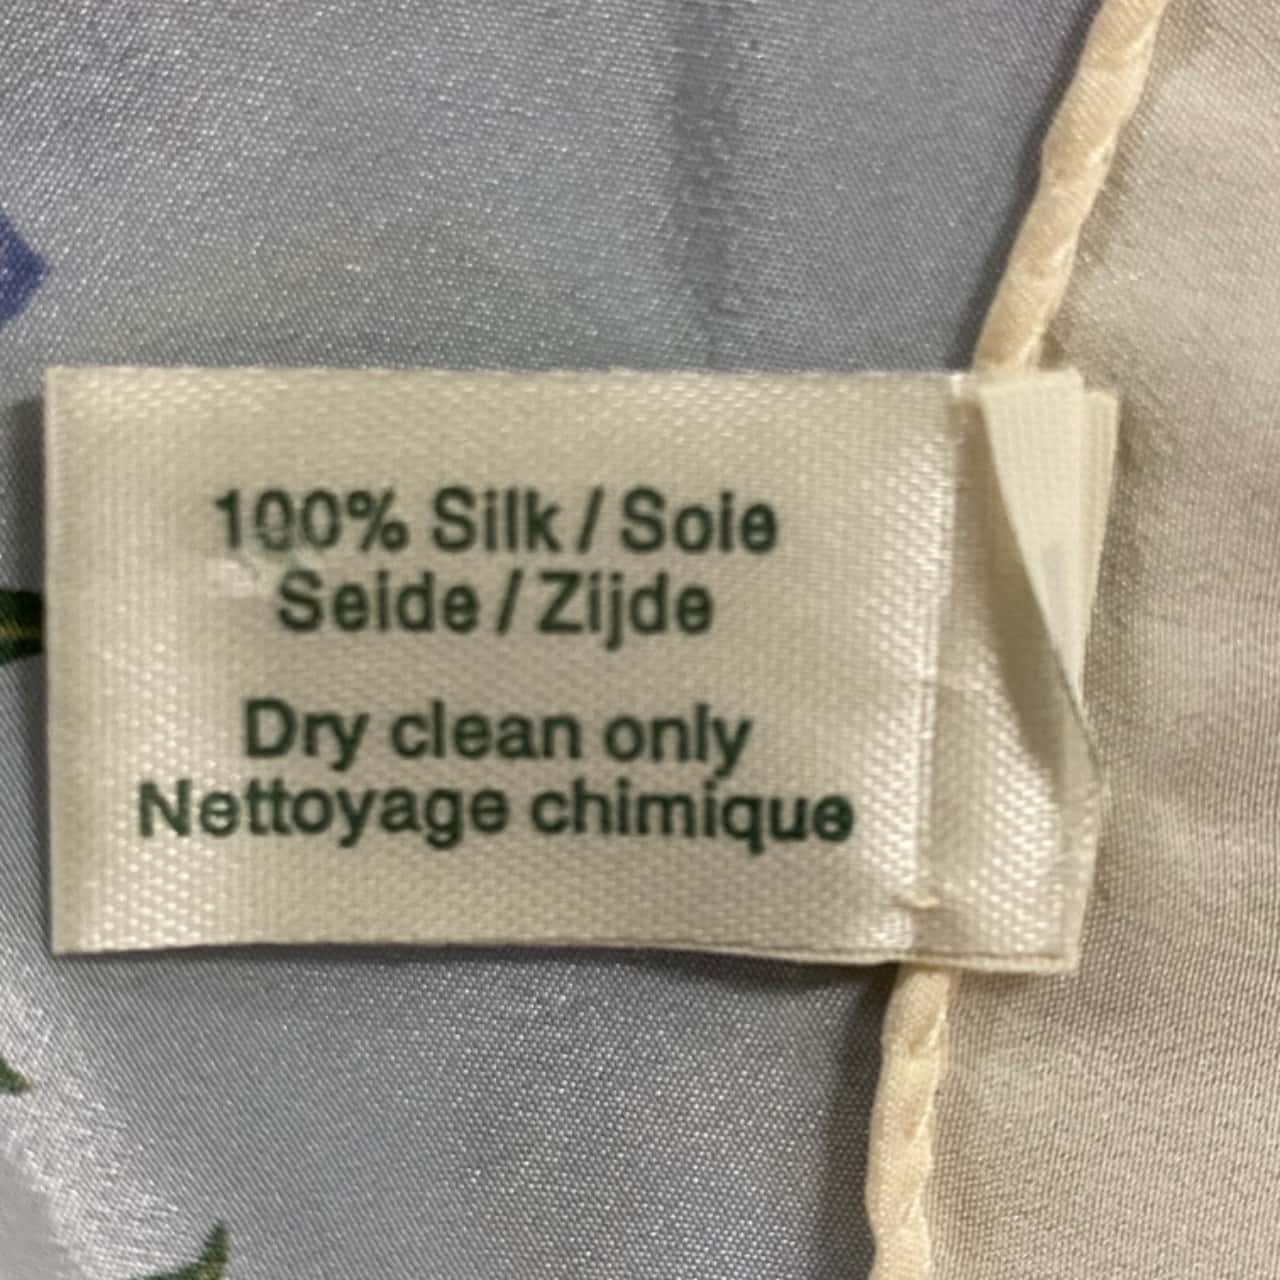 100% Silk / Soie
Seide / Zijde
Dry clean only
Nettoyage chimique